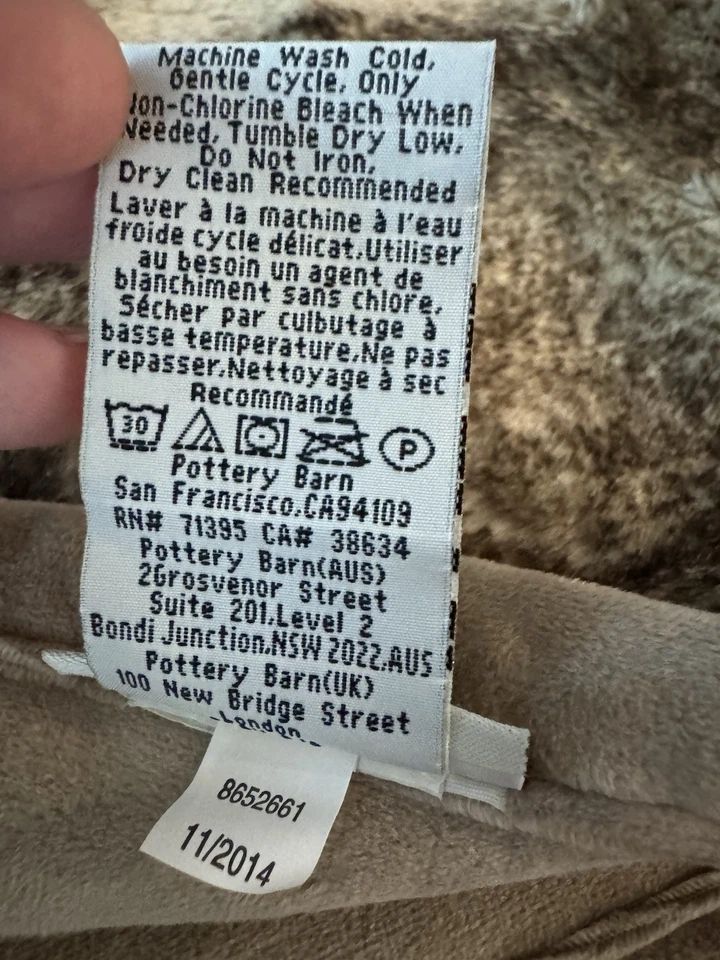 Machine Wash Cold,
Gentle Cycle. Only
Non-Chlorine Bleach When
Needed, Tumble Dry Low.
Do Not Iron,
Dry Clean Recommended
Laver à la machine à l'eau
froide cycle délicat.Utiliser
au besoin un agent de
blanchiment sans chlore.
Sécher par culbutage à
basse temperature.Ne pas
repasser.Nettoyage à sec
Recommandé
30 P
Pottery Barn
San Francisco.CA94109
RN# 71395 CA# 38634
Pottery Barn(AUS)
2Grosvenor Street
Suite 201.Level 2
Bondi Junction.NSW 2022.AUS
Pottery Barn(UK)
100 New Bridge Street
London
8652661
11/2014